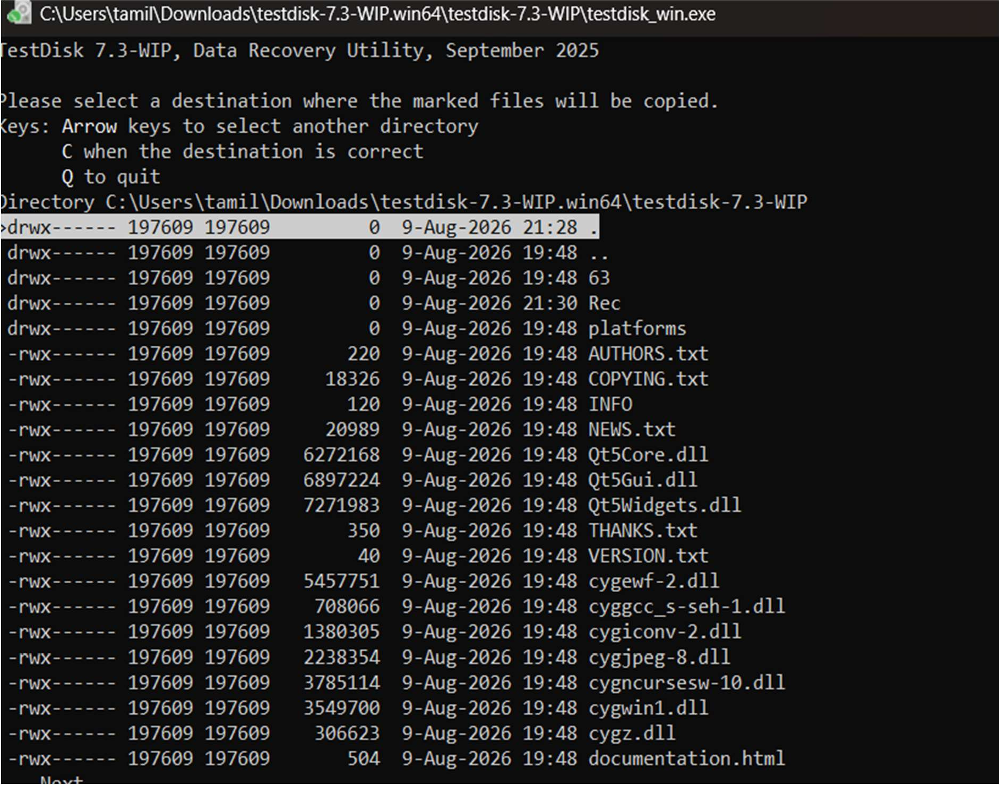 C:\Users\tamil\Downloads\testdisk-7.3-WIP.win64\testdisk-7.3-WIP\testdisk_win.exe
TestDisk 7.3-WIP, Data Recovery Utility, September 2025
Please select a destination where the marked files will be copied.
Keys: Arrow keys to select another directory
C when the destination is correct
Q to quit
Directory C:\Users\tamil\Downloads\testdisk-7.3-WIP.win64\testdisk-7.3-WIP
>drwx------ 197609 197609 0 9-Aug-2026 21:28 .
drwx------ 197609 197609 0 9-Aug-2026 19:48 ..
drwx------ 197609 197609 0 9-Aug-2026 19:48 63
drwx------ 197609 197609 0 9-Aug-2026 21:30 Rec
drwx------ 197609 197609 0 9-Aug-2026 19:48 platforms
-rwx------ 197609 197609 220 9-Aug-2026 19:48 AUTHORS.txt
-rwx------ 197609 197609 18326 9-Aug-2026 19:48 COPYING.txt
-rwx------ 197609 197609 120 9-Aug-2026 19:48 INFO
-rwx------ 197609 197609 20989 9-Aug-2026 19:48 NEWS.txt
-rwx------ 197609 197609 6272168 9-Aug-2026 19:48 Qt5Core.dll
-rwx------ 197609 197609 6897224 9-Aug-2026 19:48 Qt5Gui.dll
-rwx------ 197609 197609 7271983 9-Aug-2026 19:48 Qt5Widgets.dll
-rwx------ 197609 197609 350 9-Aug-2026 19:48 THANKS.txt
-rwx------ 197609 197609 40 9-Aug-2026 19:48 VERSION.txt
-rwx------ 197609 197609 5457751 9-Aug-2026 19:48 cygewf-2.dll
-rwx------ 197609 197609 708066 9-Aug-2026 19:48 cyggcc_s-seh-1.dll
-rwx------ 197609 197609 1380305 9-Aug-2026 19:48 cygiconv-2.dll
-rwx------ 197609 197609 2238354 9-Aug-2026 19:48 cygjpeg-8.dll
-rwx------ 197609 197609 3785114 9-Aug-2026 19:48 cygncursesw-10.dll
-rwx------ 197609 197609 3549700 9-Aug-2026 19:48 cygwin1.dll
-rwx------ 197609 197609 306623 9-Aug-2026 19:48 cygz.dll
-rwx------ 197609 197609 504 9-Aug-2026 19:48 documentation.html
Next